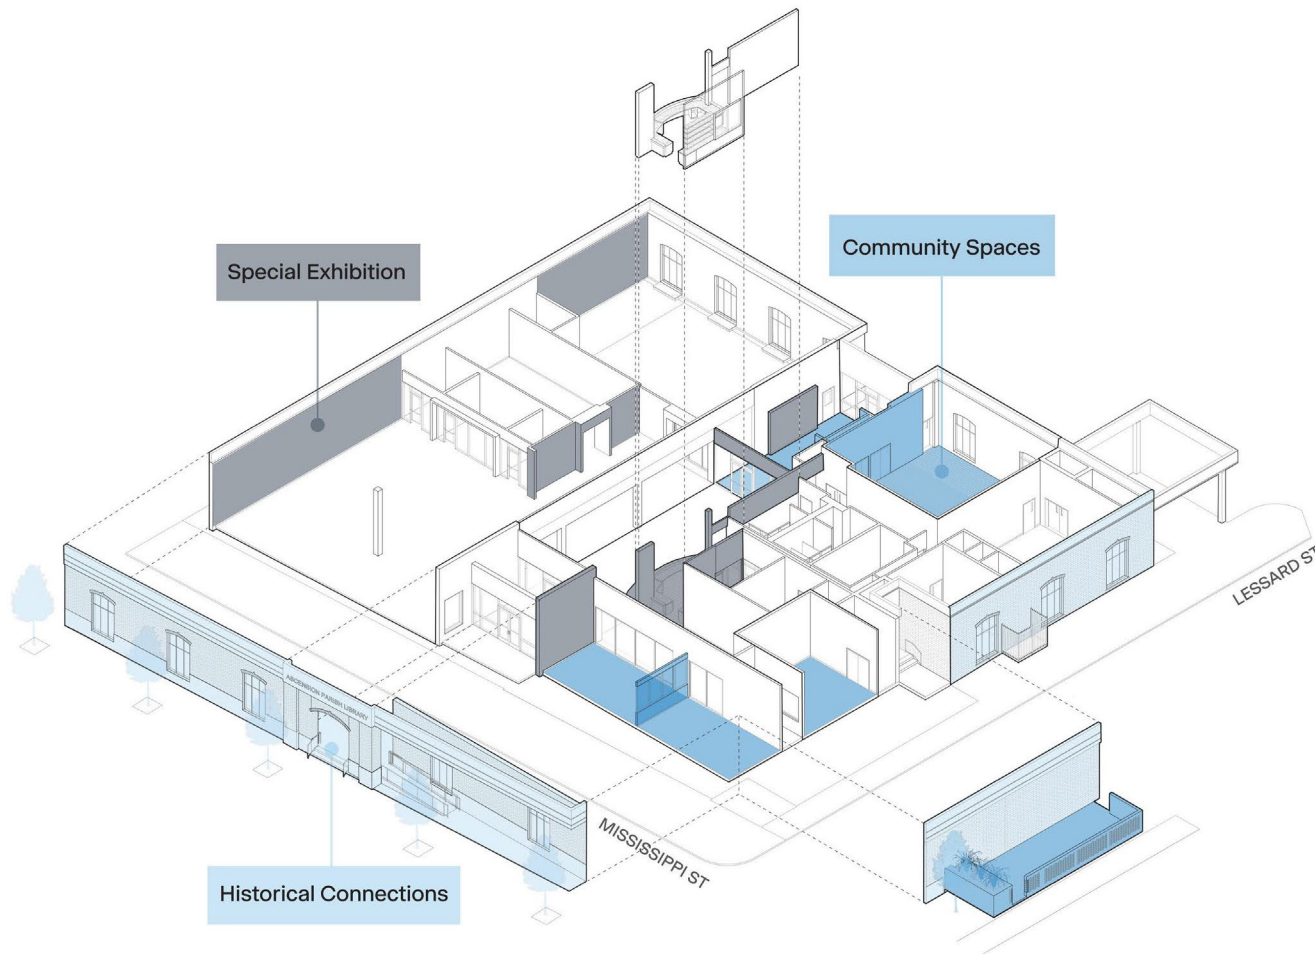 Community Spaces
Special Exhibition
LESSARD ST
ASCENSION PARISH LIBRARY
MISSISSIPPI ST
Historical Connections